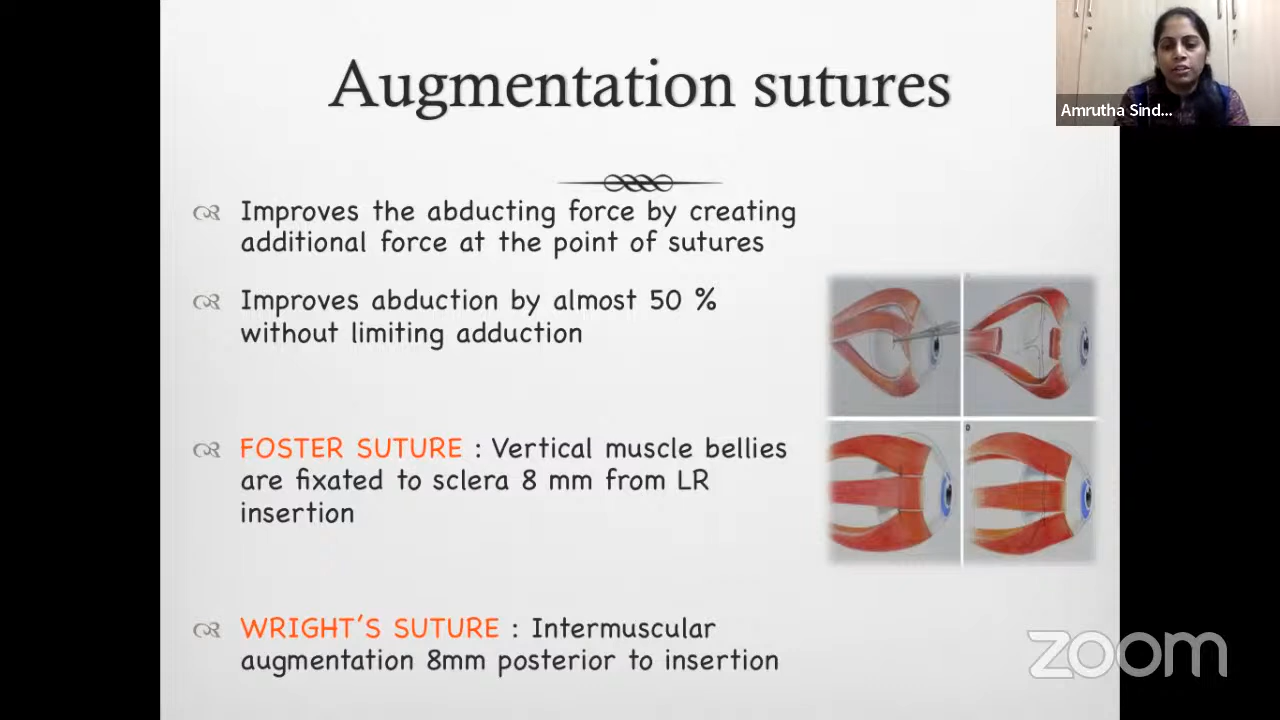 Augmentation sutures
Amrutha Sind...
Improves the abducting force by creating
additional force at the point of sutures
Improves abduction by almost 50 %
without limiting adduction
FOSTER SUTURE : Vertical muscle bellies
are fixated to sclera 8 mm from LR
insertion
WRIGHT'S SUTURE : Intermuscular
augmentation 8mm posterior to insertion
zoom